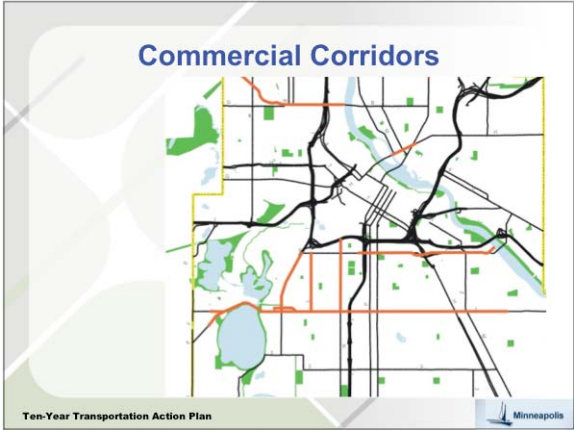 Commercial Corridors
Ten-Year Transportation Action Plan
Minneapolis